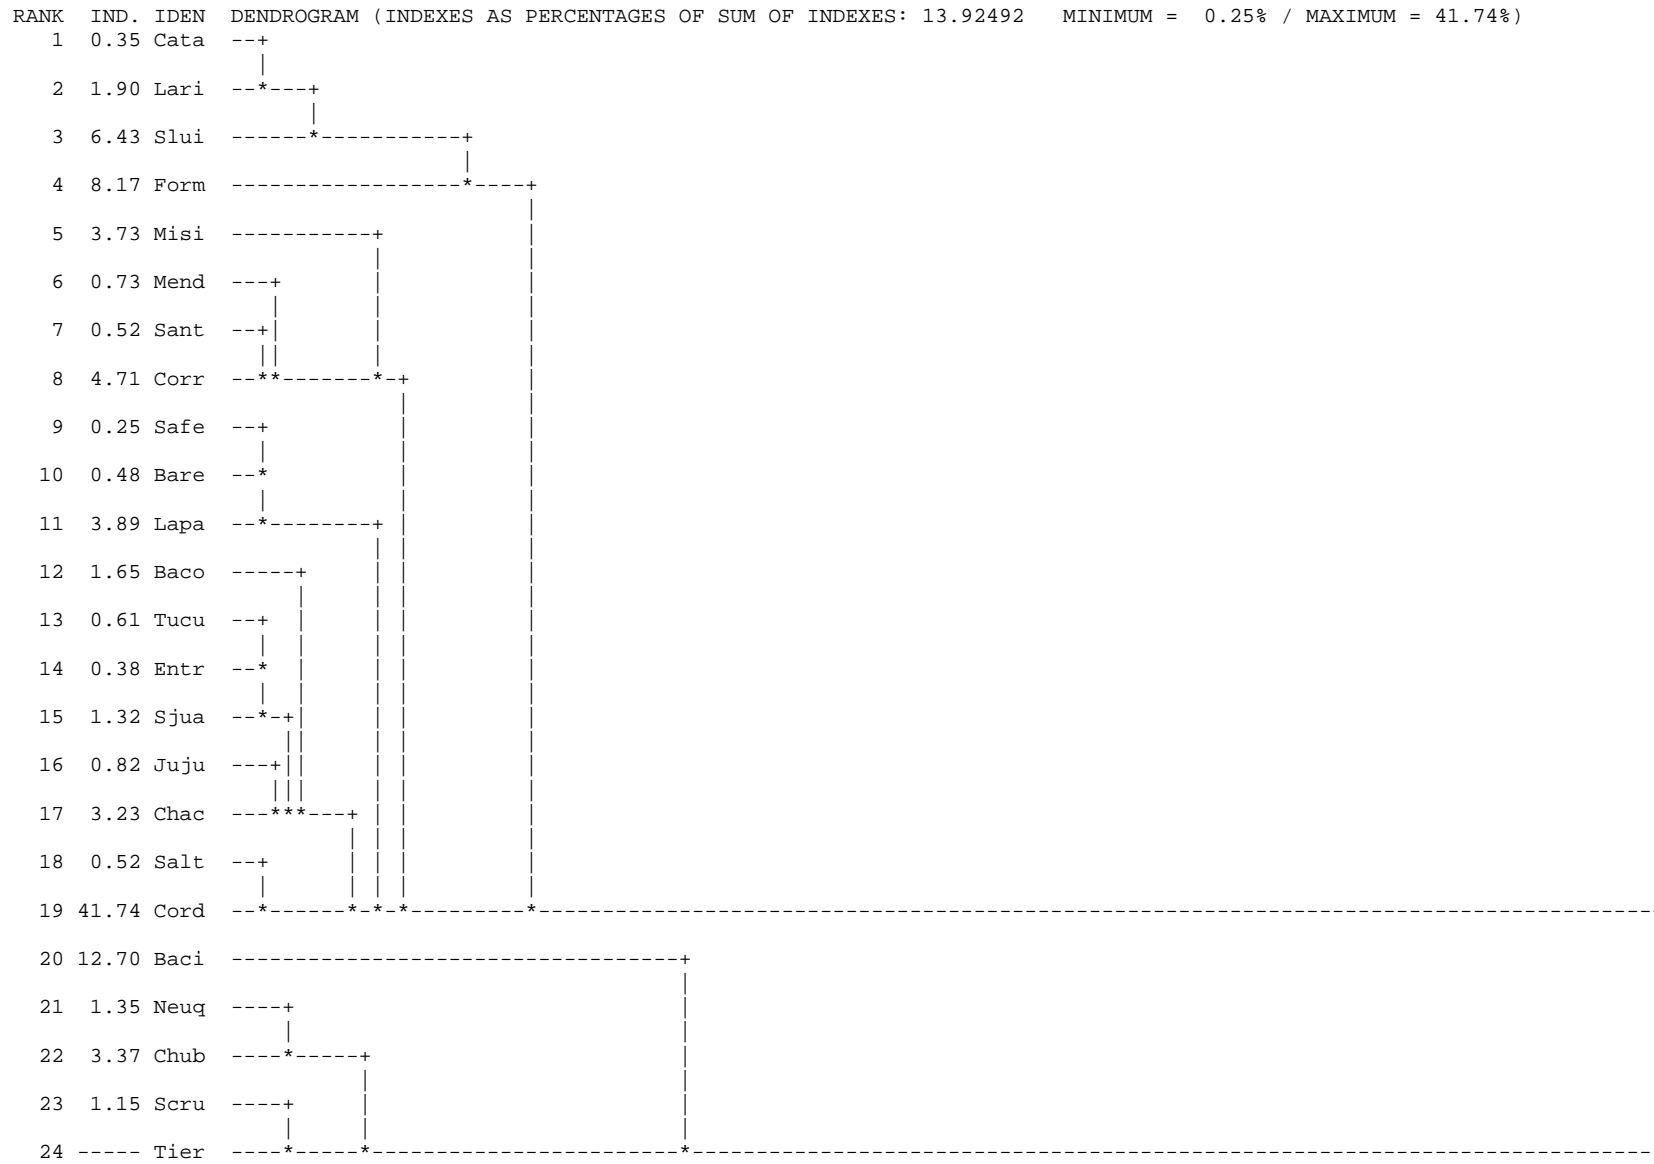 RANK IND. IDEN DENDROGRAM (INDEXES AS PERCENTAGES OF SUM OF INDEXES: 13.92492 MINIMUM = 0.25% / MAXIMUM = 41.74%)
1 0.35 Cata --+
|
2 1.90 Lari --*---+
|
3 6.43 Slui ------*-----------+
|
4 8.17 Form ------------------*----+
|
5 3.73 Misi -----------+ |
| |
6 0.73 Mend ---+ | |
| | |
7 0.52 Sant --+| | |
|| | |
8 4.71 Corr --**-------*-+ |
| |
9 0.25 Safe --+ | |
| | |
10 0.48 Bare --* | |
| | |
11 3.89 Lapa --*--------+ | |
| | |
12 1.65 Baco -----+ | | |
| | | |
13 0.61 Tucu --+ | | | |
| | | | |
14 0.38 Entr --* | | | |
| | | | |
15 1.32 Sjua --*-+| | | |
|| | | |
16 0.82 Juju ---+|| | | |
||| | | |
17 3.23 Chac ---***---+ | | |
| | | |
18 0.52 Salt --+ | | | |
| | | | |
19 41.74 Cord --*------*-*-*---------*----------------------------------------------------------------------------------------
20 12.70 Baci -----------------------------------+
|
21 1.35 Neuq ----+ |
| |
22 3.37 Chub ----*-----+ |
| |
23 1.15 Scru ----+ | |
| | |
24 ----- Tier ----*-----*------------------------*---------------------------------------------------------------------------